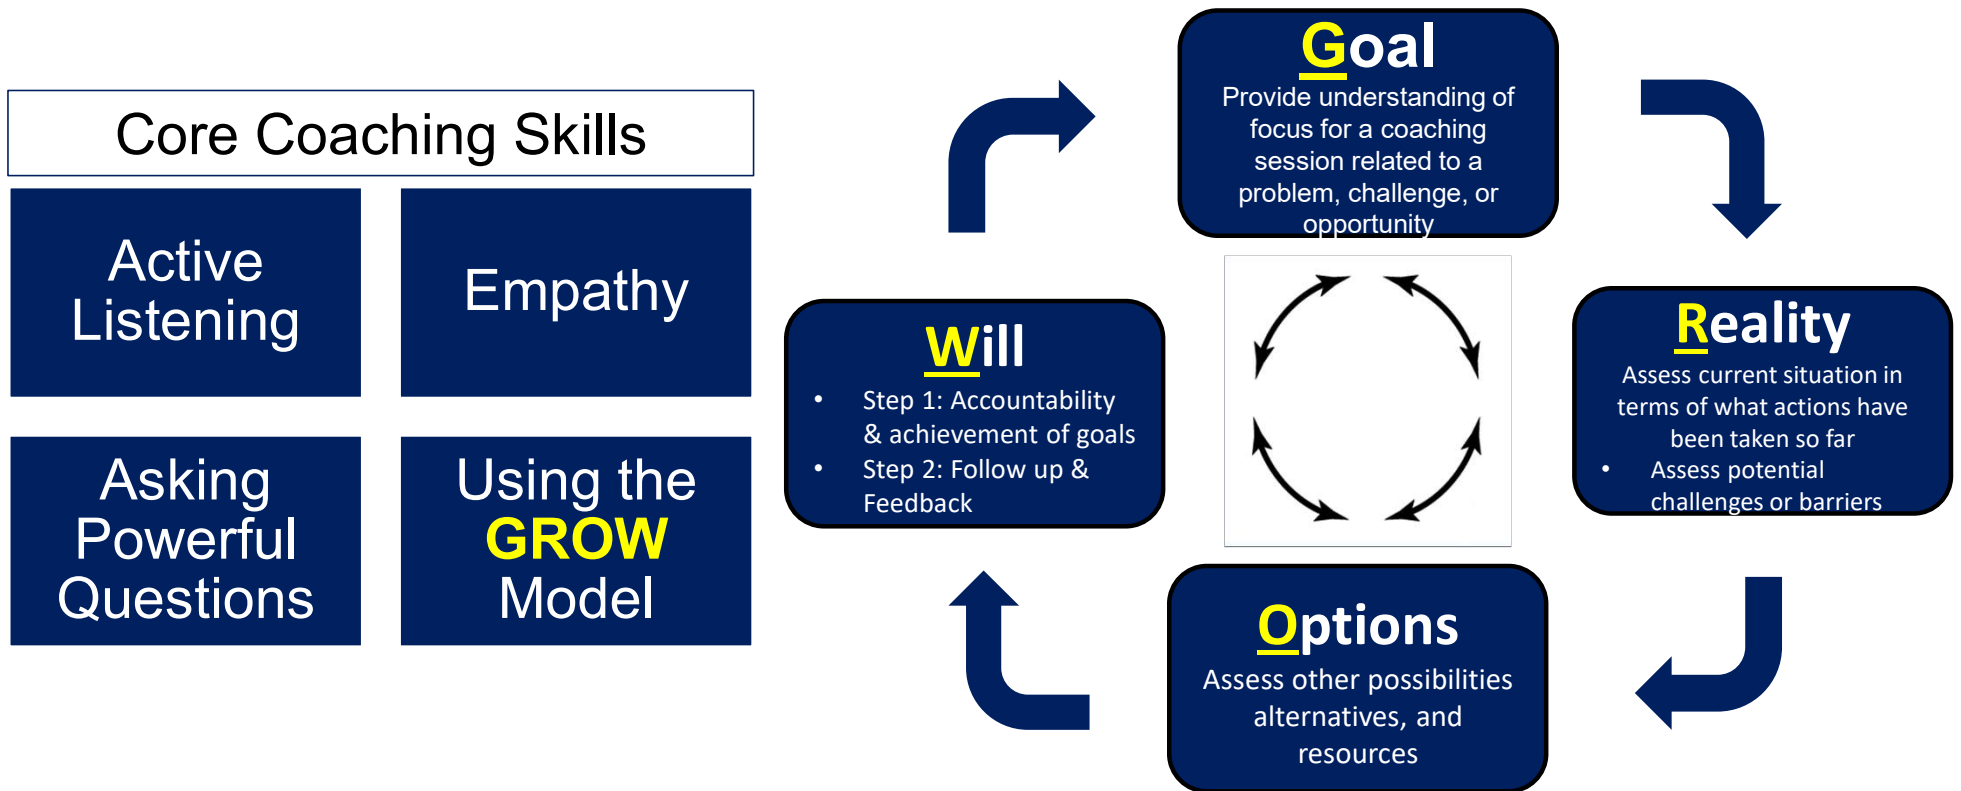 Core Coaching Skills
Active
Listening
Empathy
Asking
Powerful
Questions
Using the
GROW
Model
Goal
Provide understanding of
focus for a coaching
session related to a
problem, challenge, or
opportunity
Reality
Assess current situation in
terms of what actions have
been taken so far
• Assess potential
challenges or barriers
Options
Assess other possibilities
alternatives, and
resources
Will
• Step 1: Accountability
& achievement of goals
• Step 2: Follow up &
Feedback